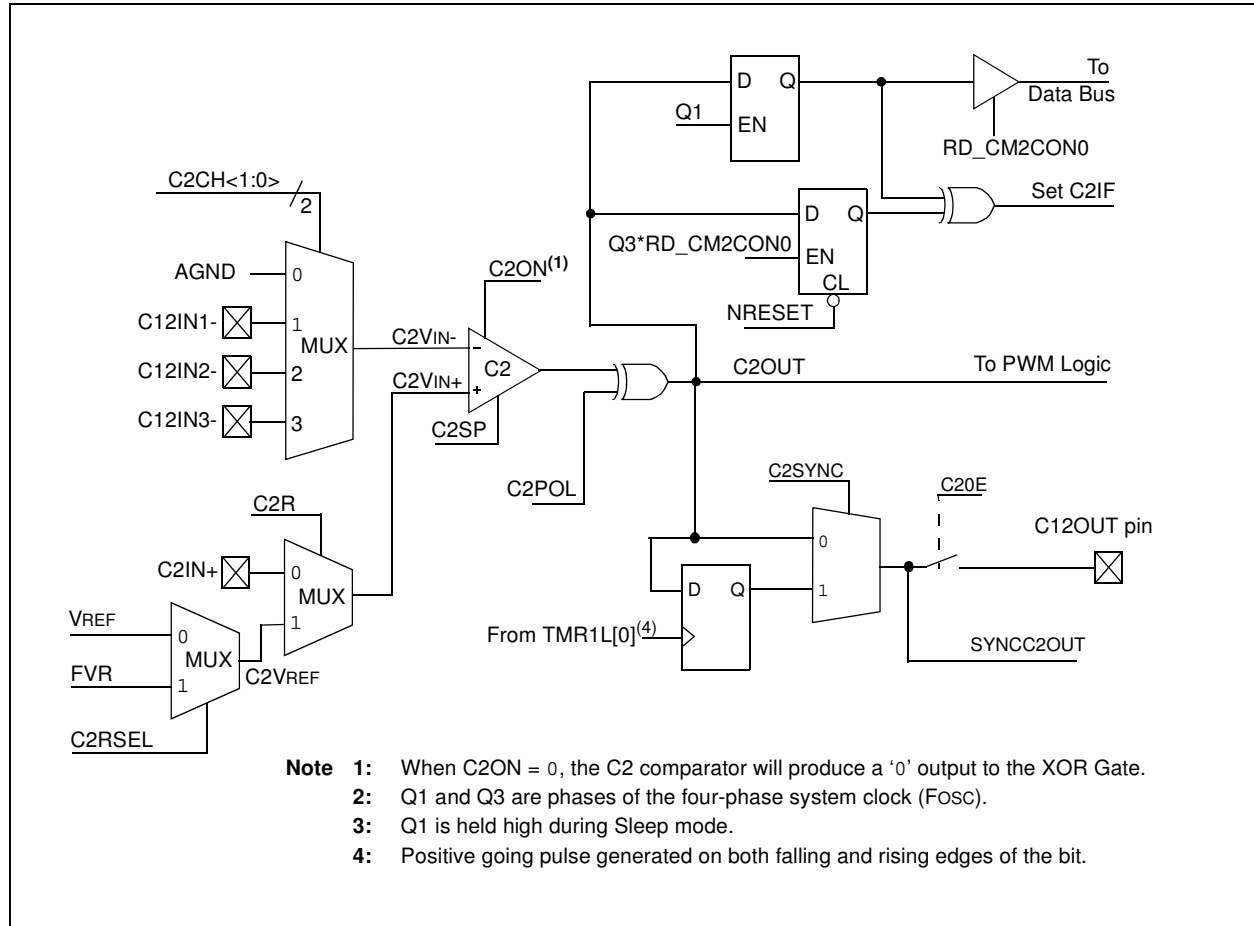 D Q
Q1
EN
To
Data Bus
RD_CM2CON0
C2CH<1:0>
2
D Q
Set C2IF
Q3*RD_CM2CON0
EN
CL
NRESET
AGND
0
C12IN1-
1
MUX
C12IN2-
2
C12IN3-
3
C2ON(1)
C2VIN-
C2VIN+
−
+
C2
C2SP
C2POL
C2OUT
To PWM Logic
C2SYNC
C20E
C12OUT pin
0
1
D Q
From TMR1L[0](4)
SYNCC2OUT
C2R
C2IN+
0
MUX
1
VREF
0
MUX
FVR
1
C2VREF
C2RSEL
Note 1: When C2ON = 0, the C2 comparator will produce a ‘0’ output to the XOR Gate.
2: Q1 and Q3 are phases of the four-phase system clock (FOSC).
3: Q1 is held high during Sleep mode.
4: Positive going pulse generated on both falling and rising edges of the bit.